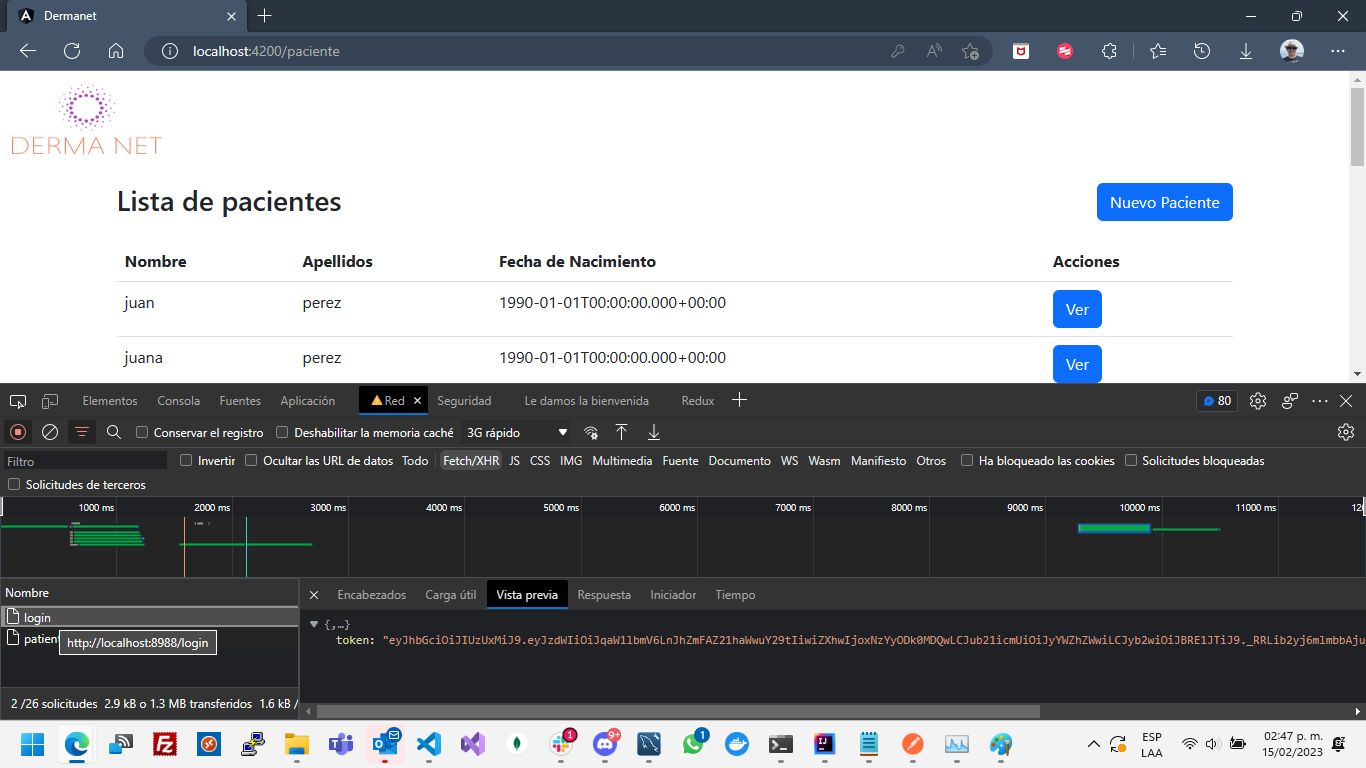 Dermanet
localhost:4200/paciente
DERMA NET
Lista de pacientes
Nuevo Paciente
Nombre Apellidos Fecha de Nacimiento Acciones
juan perez 1990-01-01T00:00:00.000+00:00 Ver
juana perez 1990-01-01T00:00:00.000+00:00 Ver
Elementos Consola Fuentes Aplicación Red Seguridad Le damos la bienvenida Redux 80
Conservar el registro Deshabilitar la memoria caché 3G rápido
Filtro Invertir Ocultar las URL de datos Todo Fetch/XHR JS CSS IMG Multimedia Fuente Documento WS Wasm Manifiesto Otros Ha bloqueado las cookies Solicitudes bloqueadas
Solicitudes de terceros
1000 ms 2000 ms 3000 ms 4000 ms 5000 ms 6000 ms 7000 ms 8000 ms 9000 ms 10000 ms 11000 ms
Nombre Encabezados Carga útil Vista previa Respuesta Iniciador Tiempo
login
{,…}
patient
http://localhost:8988/login
token:
2 /26 solicitudes 2.9 kB o 1.3 MB transferidos 1.6 kB /
1 9+ 1
ESP
LAA
02:47 p. m.
15/02/2023